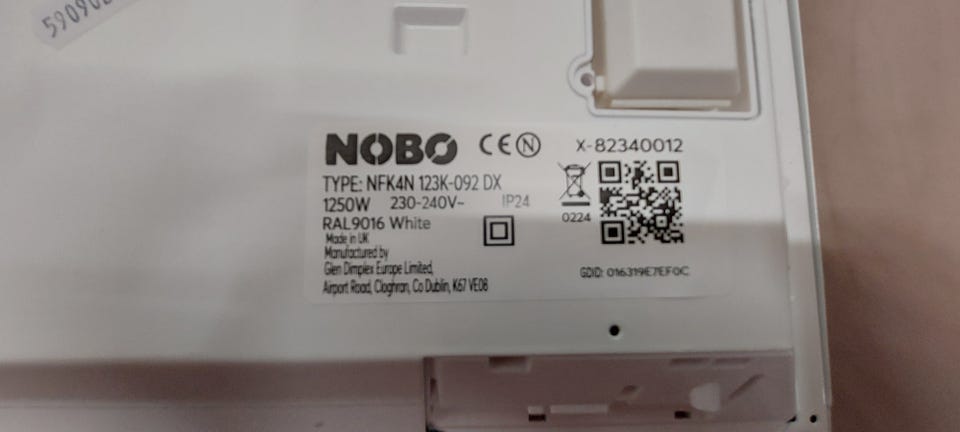 NOBO CE N X-82340012
TYPE: NFK4N 123K-092 DX
1250W 230-240V~ IP24
0224
RAL9016 White
Made in UK
Manufactured by
Glen Dimplex Europe Limited,
Airport Road, Cloghran, Co Dublin, K67 VE08
GDID: 016319E7EF0C